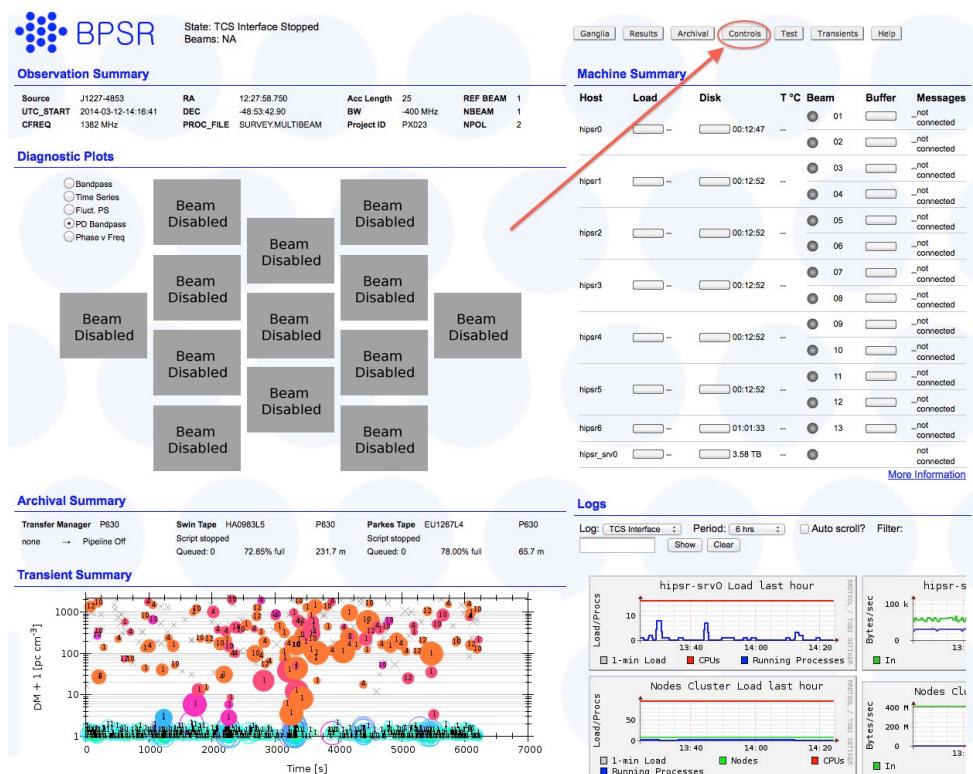 BPSR
State: TCS Interface Stopped
Beams: NA
Ganglia Results Archival Controls Test Transients Help
Observation Summary
Source J1227-4853 RA 12:27:58.750 Acc Length 25 REF BEAM 1
UTC_START 2014-03-12-14:16:41 DEC -48:53:42.90 BW -400 MHz NBEAM 1
CFREQ 1382 MHz PROC_FILE SURVEY.MULTIBEAM Project ID PX023 NPOL 2
Diagnostic Plots
Bandpass
Time Series
Fluct. PS
PD Bandpass
Phase v Freq
Beam Disabled
Beam Disabled
Beam Disabled
Beam Disabled
Beam Disabled
Beam Disabled
Beam Disabled
Beam Disabled
Beam Disabled
Beam Disabled
Beam Disabled
Beam Disabled
Beam Disabled
Machine Summary
Host Load Disk T °C Beam Buffer Messages
hipsr0 -- 00:12:47 -- 01 --not connected
02 --not connected
hipsr1 -- 00:12:52 -- 03 --not connected
04 --not connected
hipsr2 -- 00:12:52 -- 05 --not connected
06 --not connected
hipsr3 -- 00:12:52 -- 07 --not connected
08 --not connected
hipsr4 -- 00:12:52 -- 09 --not connected
10 --not connected
hipsr5 -- 00:12:52 -- 11 --not connected
12 --not connected
hipsr6 -- 01:01:33 -- 13 --not connected
hipsr_srv0 -- 3.58 TB -- not connected
More Information
Archival Summary
Transfer Manager P630 Swin Tape HA0983L5 P630 Parkes Tape EU1267L4 P630
none → Pipeline Off Script stopped Script stopped
Queued: 0 72.85% full 231.7 m Queued: 0 78.00% full 65.7 m
Transient Summary
DM + 1 [pc cm-3]
1000
100
10
1
0 1000 2000 3000 4000 5000 6000 7000
Time [s]
Logs
Log: TCS Interface Period: 6 hrs Auto scroll? Filter:
Show Clear
hipsr-srv0 Load last hour
Load/Procs
10
0
13:40 14:00 14:20
1-min Load CPUs Running Processes
hipsr-s
Bytes/sec
100 k
0
13:
In
Nodes Cluster Load last hour
Load/Procs
50
0
13:40 14:00 14:20
1-min Load Nodes CPUs
Running Processes
Nodes Clu
Bytes/sec
400 M
200 M
0
13:
In